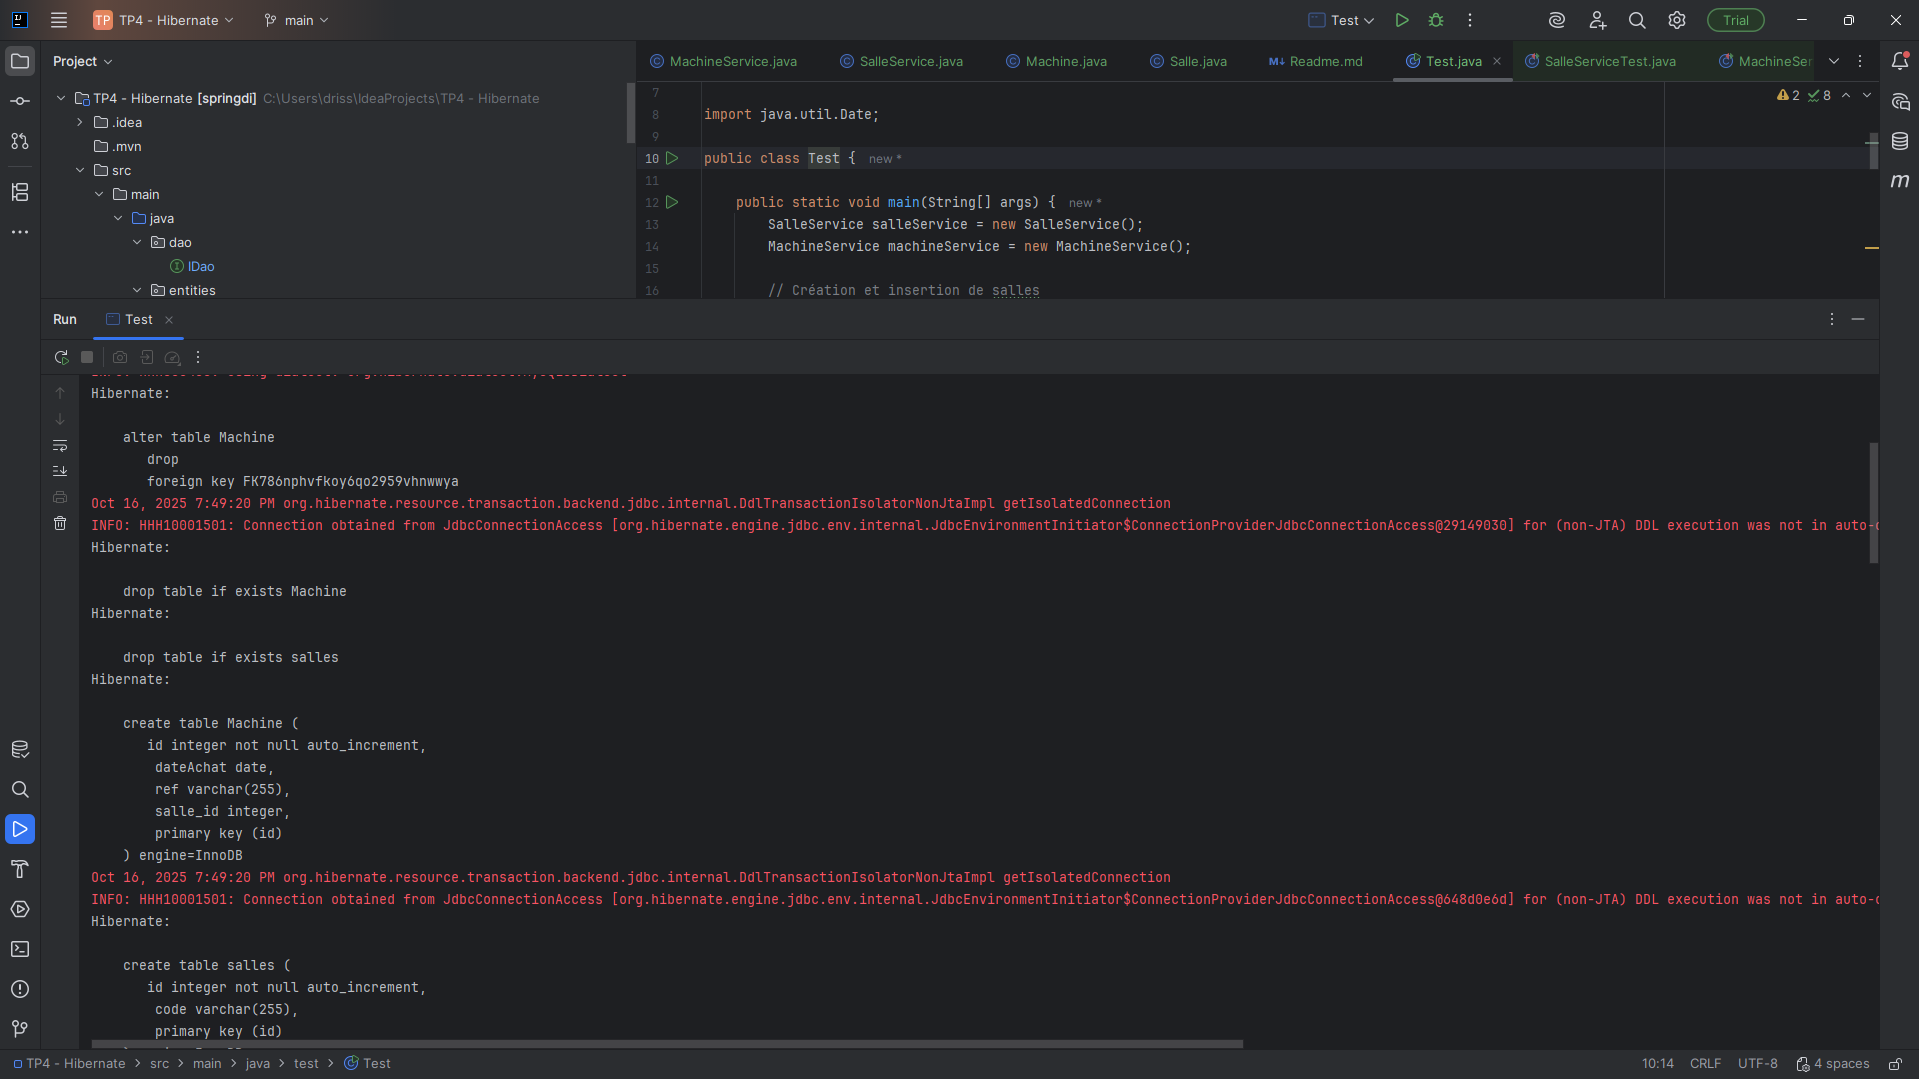 TP TP4 - Hibernate main Test Trial
Project MachineService.java SalleService.java Machine.java Salle.java M↓ Readme.md Test.java SalleServiceTest.java MachineSer
TP4 - Hibernate [springdi] C:\Users\driss\IdeaProjects\TP4 - Hibernate
.idea
.mvn
src
main
java
dao
IDao
entities
2 8
7
8 import java.util.Date;
9
10 public class Test { new *
11
12 public static void main(String[] args) { new *
13 SalleService salleService = new SalleService();
14 MachineService machineService = new MachineService();
15
16 // Création et insertion de salles
Run Test
Hibernate:
alter table Machine
drop
foreign key FK786nphvfkoy6qo2959vhnwwya
Oct 16, 2025 7:49:20 PM org.hibernate.resource.transaction.backend.jdbc.internal.DdlTransactionIsolatorNonJtaImpl getIsolatedConnection
INFO: HHH10001501: Connection obtained from JdbcConnectionAccess [org.hibernate.engine.jdbc.env.internal.JdbcEnvironmentInitiator$ConnectionProviderJdbcConnectionAccess@29149030] for (non-JTA) DDL execution was not in auto-
Hibernate:
drop table if exists Machine
Hibernate:
drop table if exists salles
Hibernate:
create table Machine (
id integer not null auto_increment,
dateAchat date,
ref varchar(255),
salle_id integer,
primary key (id)
) engine=InnoDB
Oct 16, 2025 7:49:20 PM org.hibernate.resource.transaction.backend.jdbc.internal.DdlTransactionIsolatorNonJtaImpl getIsolatedConnection
INFO: HHH10001501: Connection obtained from JdbcConnectionAccess [org.hibernate.engine.jdbc.env.internal.JdbcEnvironmentInitiator$ConnectionProviderJdbcConnectionAccess@648d0e6d] for (non-JTA) DDL execution was not in auto-
Hibernate:
create table salles (
id integer not null auto_increment,
code varchar(255),
primary key (id)
TP4 - Hibernate > src > main > java > test > Test 10:14 CRLF UTF-8 4 spaces